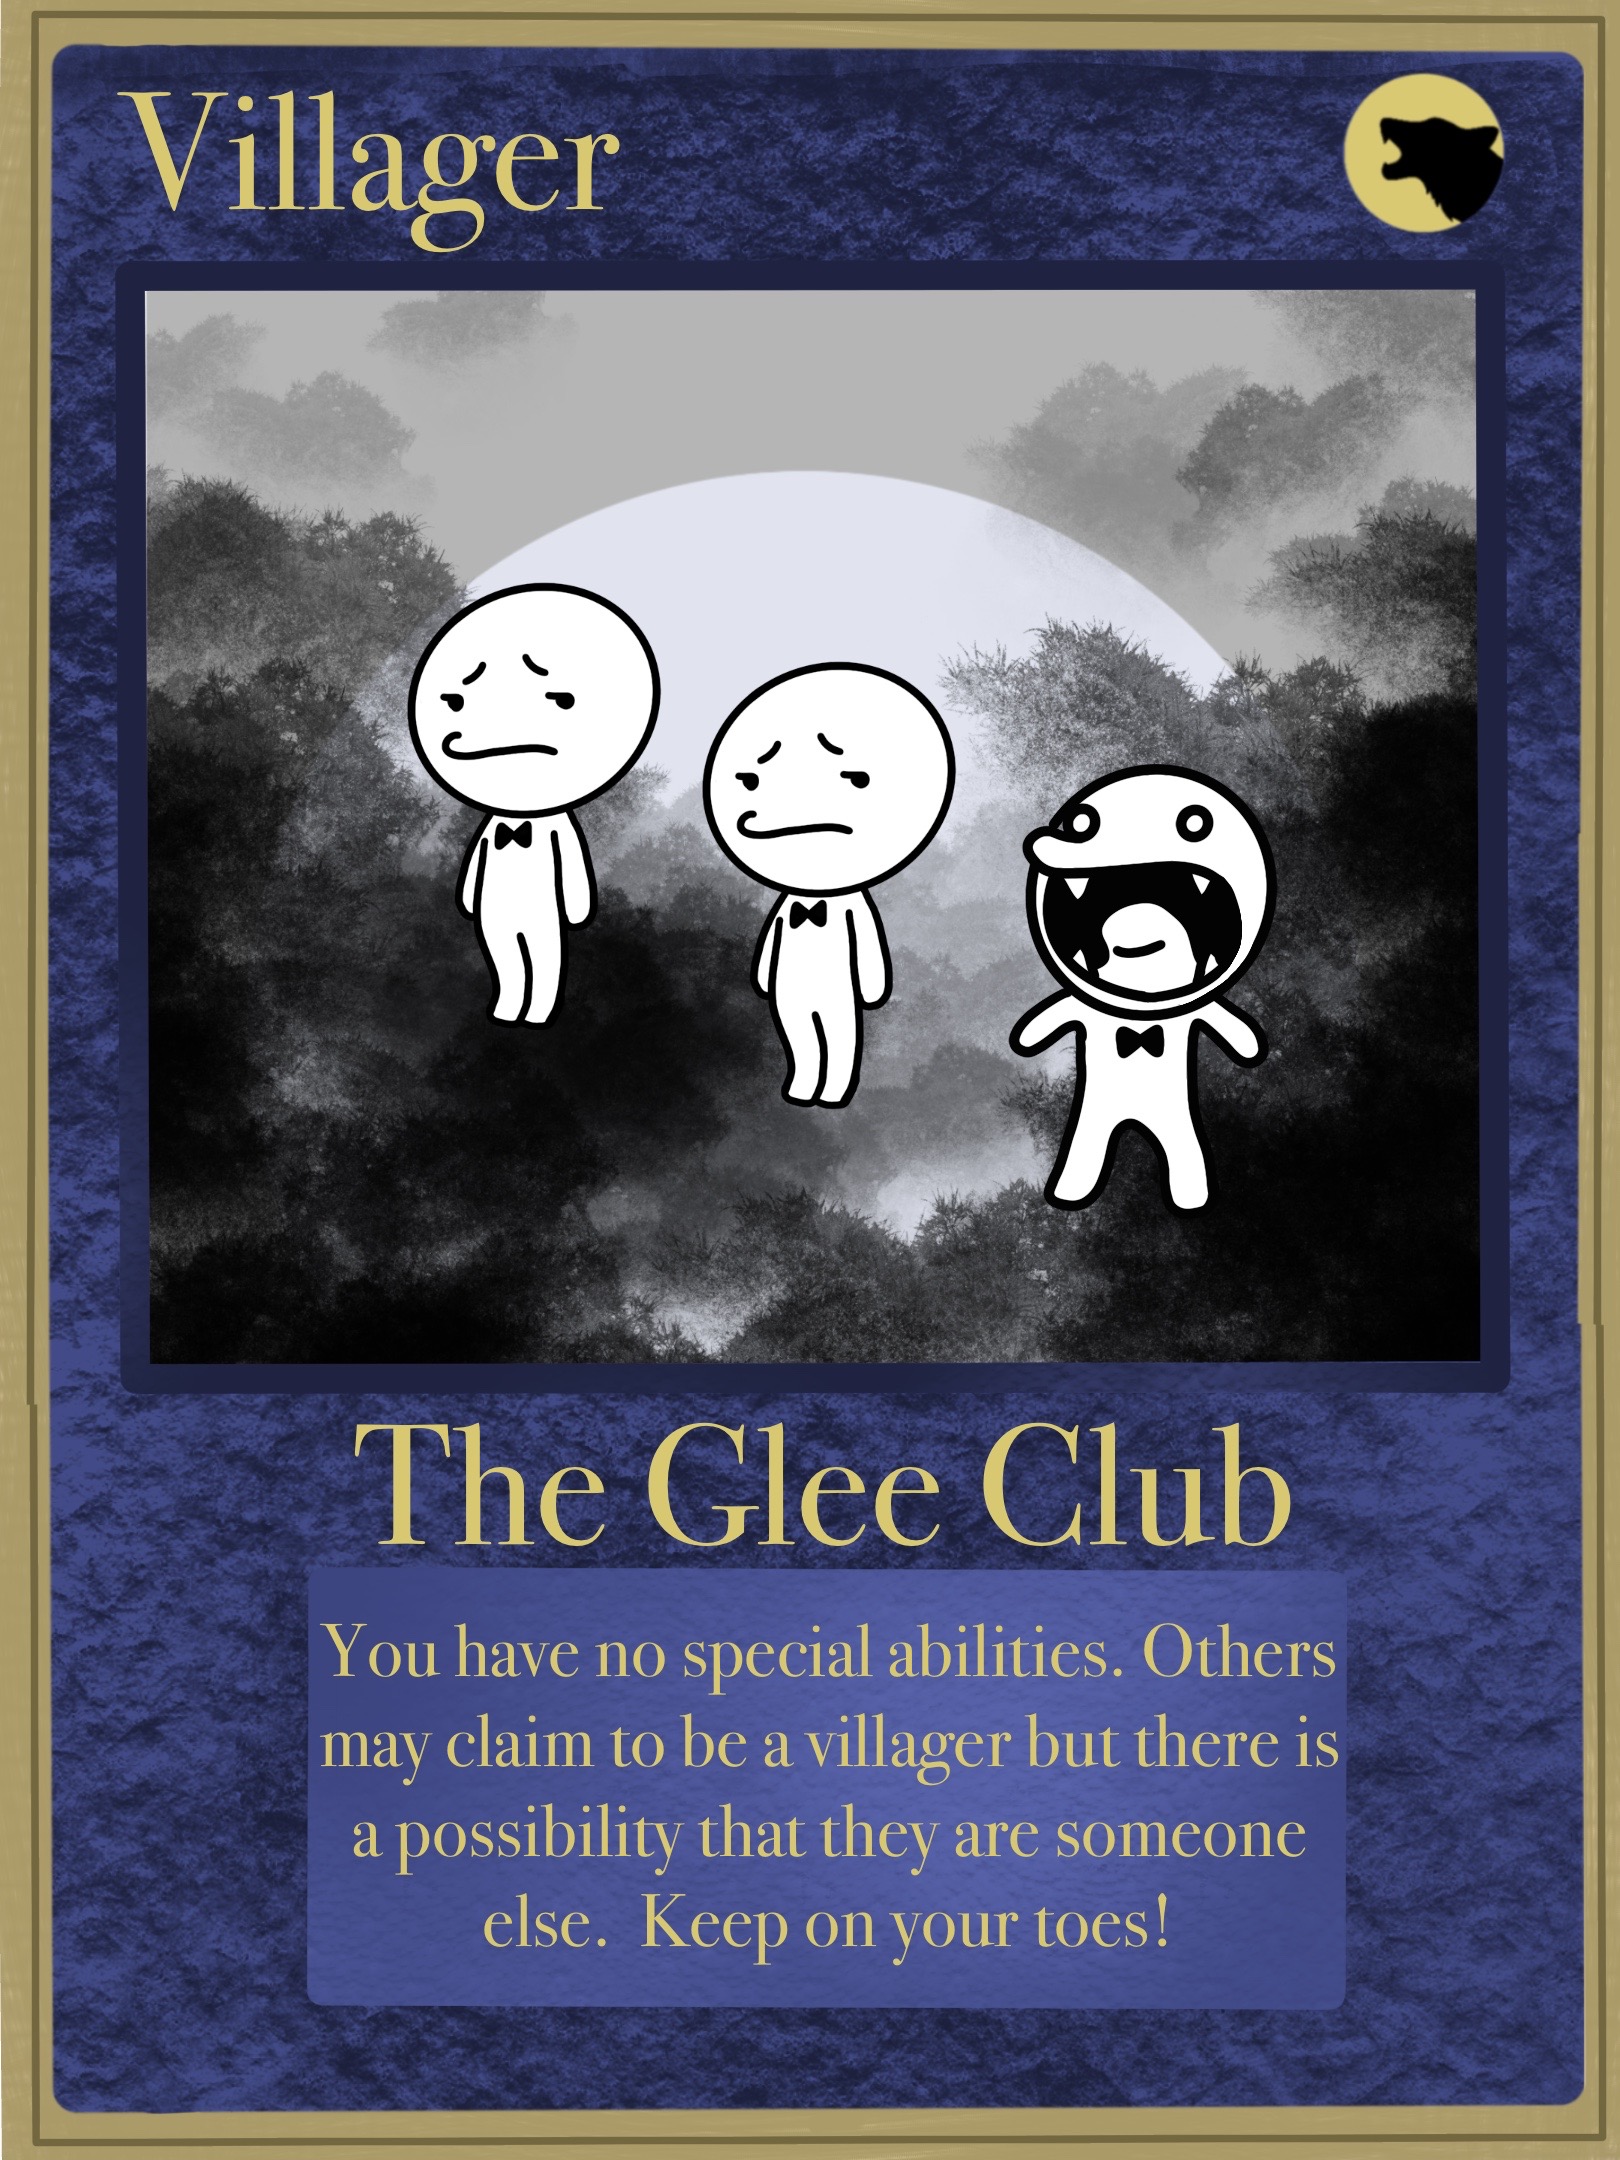 Villager
The Glee Club
You have no special abilities. Others
may claim to be a villager but there is
a possibility that they are someone
else.  Keep on your toes!